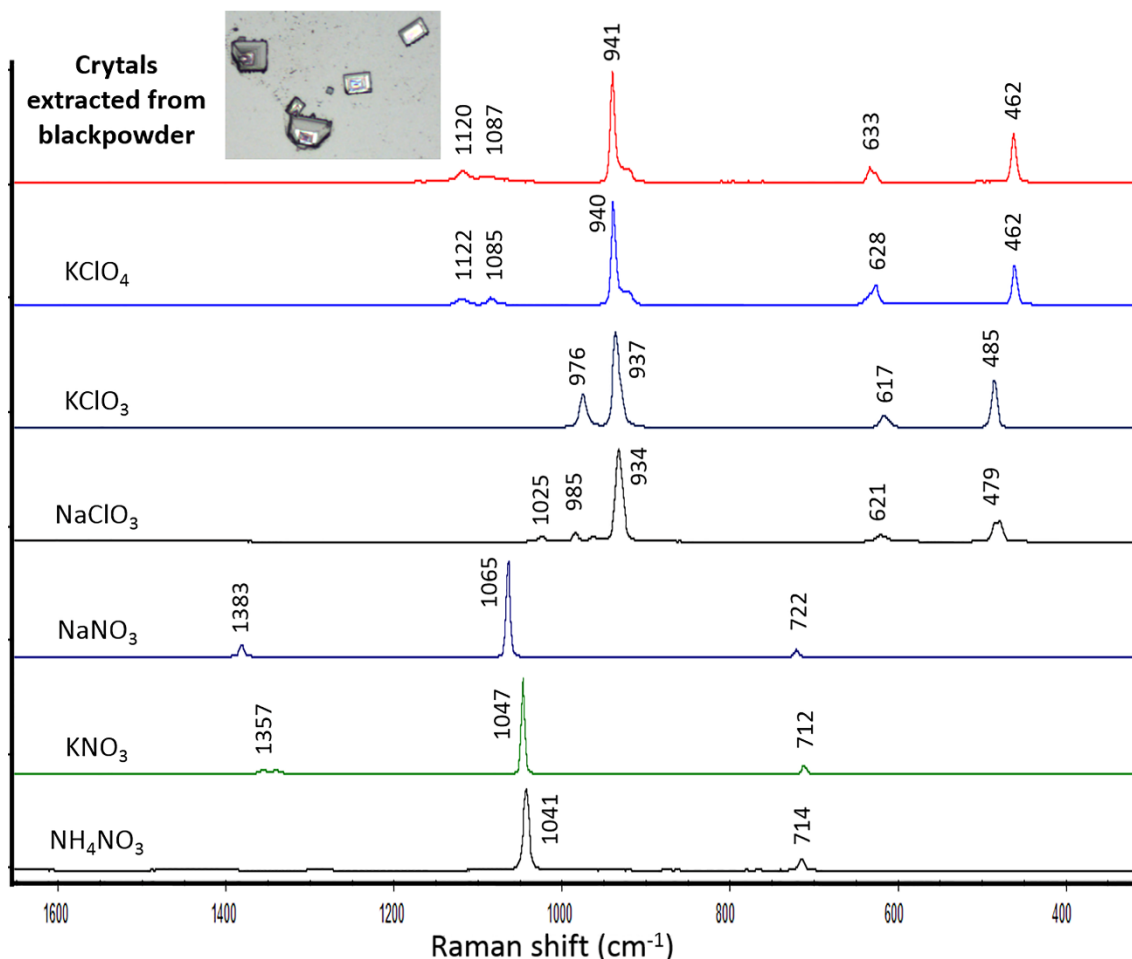 Crytals
extracted from
blackpowder
1120
1087
941
633
462
KClO₄
1122
1085
940
628
462
KClO₃
976
937
617
485
NaClO₃
1025
985
934
621
479
NaNO₃
1383
1065
722
KNO₃
1357
1047
712
NH₄NO₃
1041
714
1600 1400 1200 1000 800 600 400
Raman shift (cm⁻¹)